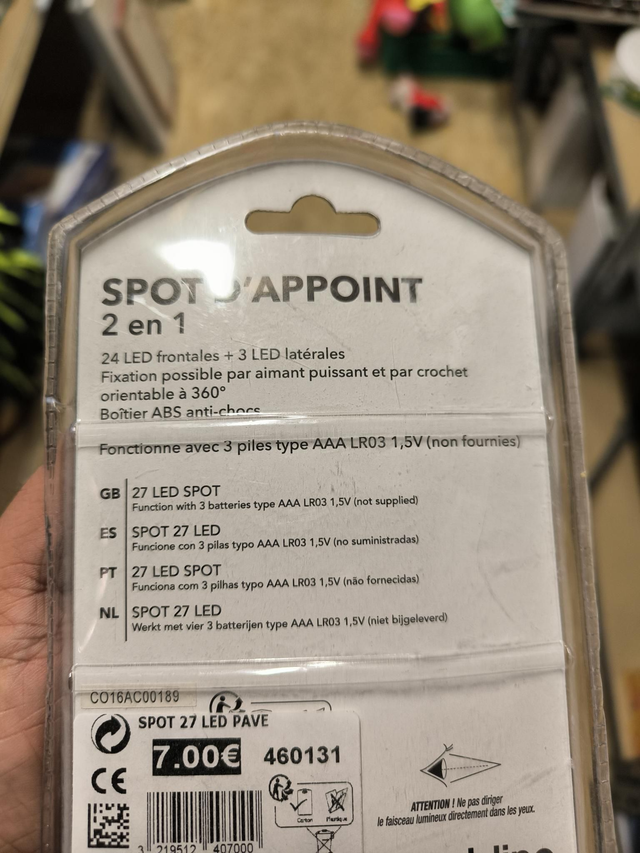 SPOT D'APPOINT
2 en 1
24 LED frontales + 3 LED latérales
Fixation possible par aimant puissant et par crochet
orientable à 360°
Boîtier ABS anti-chocs
Fonctionne avec 3 piles type AAA LR03 1,5V (non fournies)
GB 27 LED SPOT
Function with 3 batteries type AAA LR03 1,5V (not supplied)
ES SPOT 27 LED
Funcione con 3 pilas typo AAA LR03 1,5V (no suministradas)
PT 27 LED SPOT
Funciona com 3 pilhas typo AAA LR03 1,5V (não fornecidas)
NL SPOT 27 LED
Werkt met vier 3 batterijen type AAA LR03 1,5V (niet bijgeleverd)
CO16AC00189
SPOT 27 LED PAVE
7.00€ 460131
CE
Carton
3 219512 407000
ATTENTION ! Ne pas diriger
le faisceau lumineux directement dans les yeux.